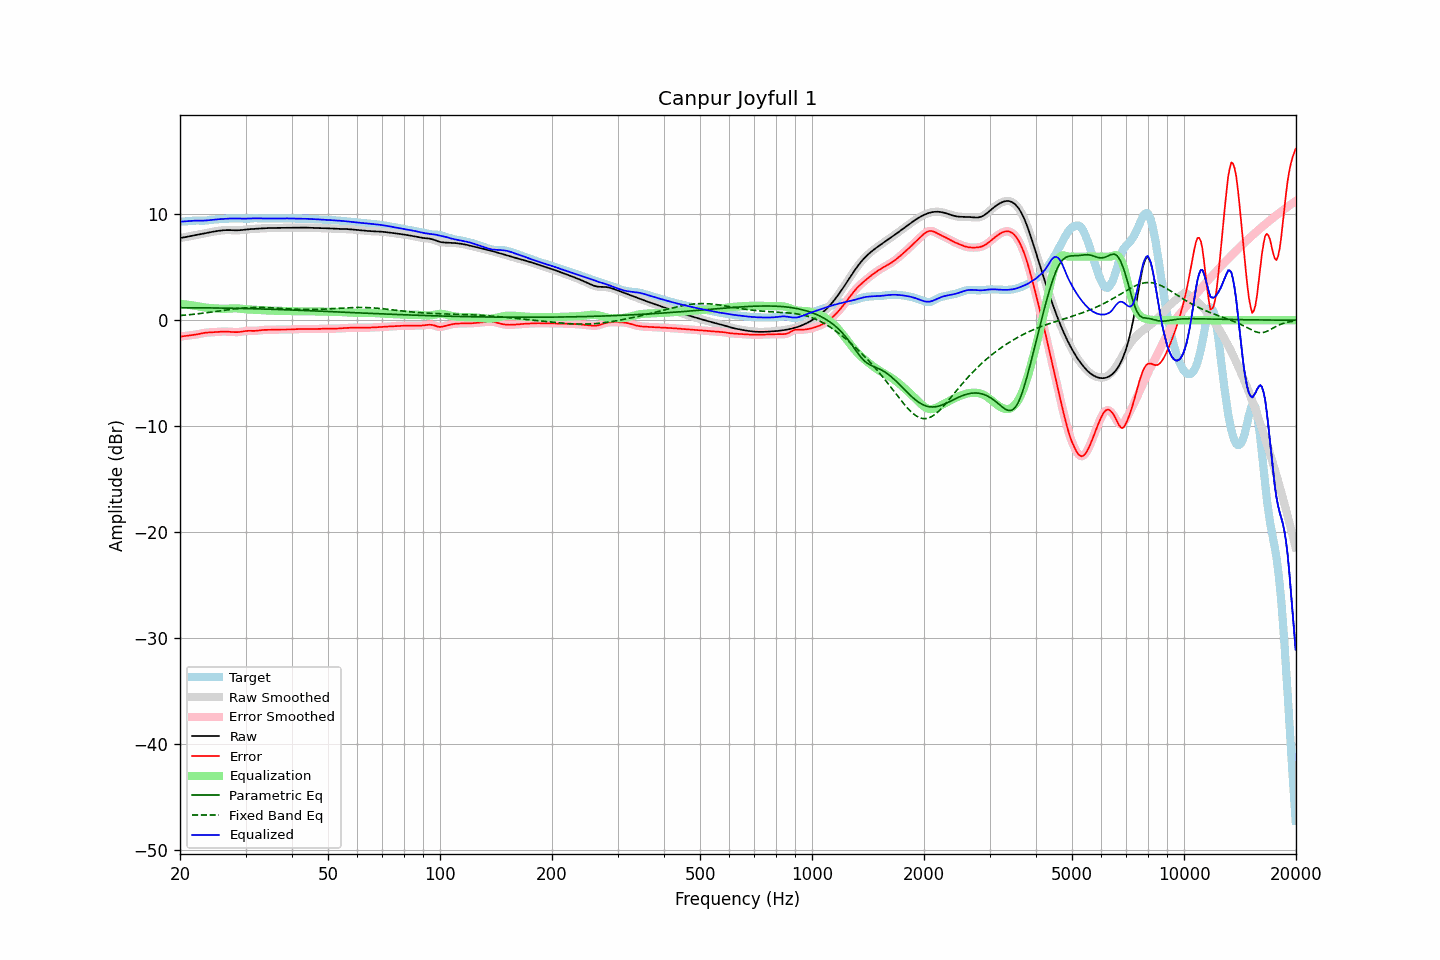 Canpur Joyfull 1
Amplitude (dBr)
10
0
−10
−20
−30
−40
−50
Target
Raw Smoothed
Error Smoothed
Raw
Error
Equalization
Parametric Eq
Fixed Band Eq
Equalized
20
50
100
200
500
1000
2000
5000
10000
20000
Frequency (Hz)